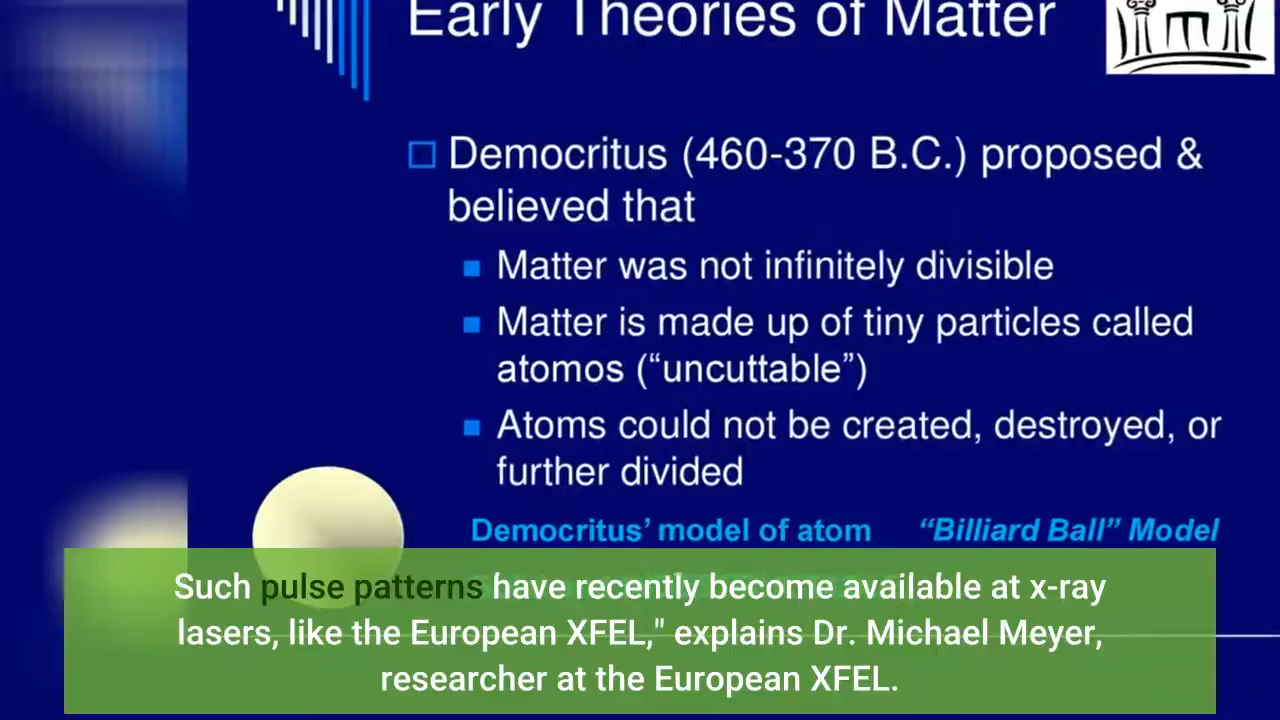 Early Theories of Matter
Democritus (460-370 B.C.) proposed &
believed that
Matter was not infinitely divisible
Matter is made up of tiny particles called
atomos (“uncuttable”)
Atoms could not be created, destroyed, or
further divided
Democritus’ model of atom “Billiard Ball” Model
Such pulse patterns have recently become available at x-ray
lasers, like the European XFEL," explains Dr. Michael Meyer,
researcher at the European XFEL.